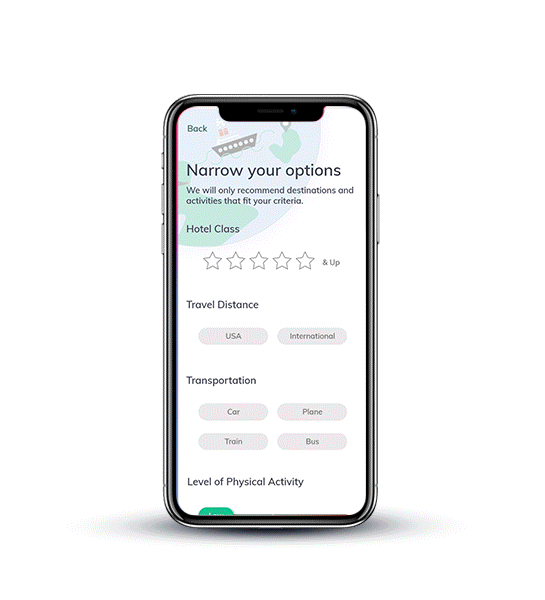 Back
Narrow your options
We will only recommend destinations and
activities that fit your criteria.
Hotel Class
& Up
Travel Distance
USA International
Transportation
Car Plane
Train Bus
Level of Physical Activity